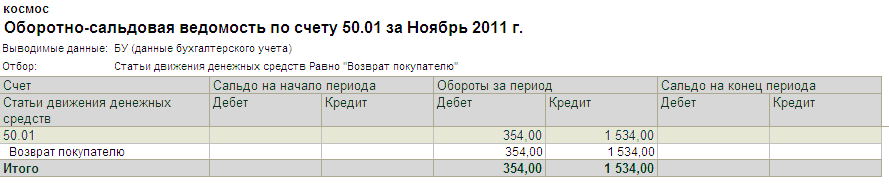 космос
Оборотно-сальдовая ведомость по счету 50.01 за Ноябрь 2011 г.
Выводимые данные: БУ (данные бухгалтерского учета)
Отбор: Статьи движения денежных средств Равно "Возврат покупателю"
Счет Сальдо на начало периода Обороты за период Сальдо на конец периода
Статьи движения денежных средств Дебет Кредит Дебет Кредит Дебет Кредит
50.01 354,00 1 534,00
Возврат покупателю 354,00 1 534,00
Итого 354,00 1 534,00